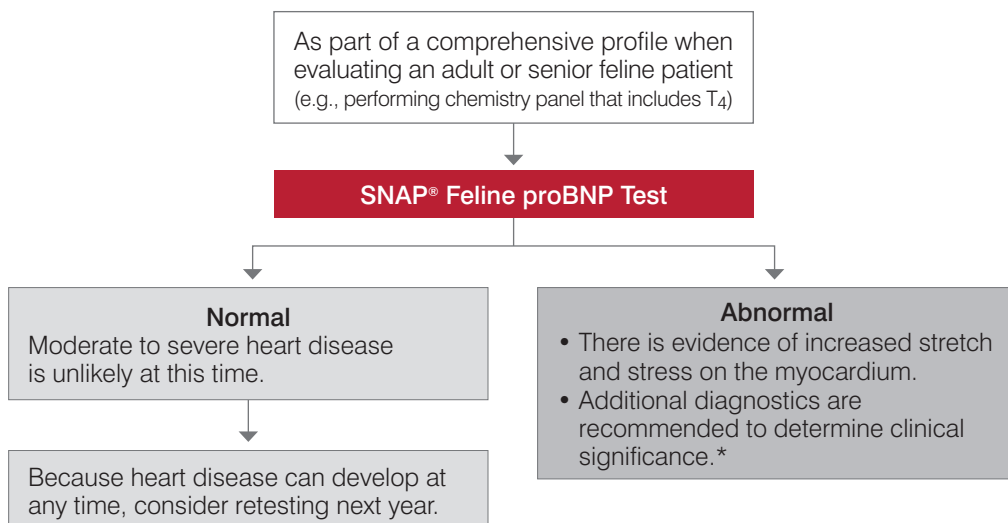 As part of a comprehensive profile when
evaluating an adult or senior feline patient
(e.g., performing chemistry panel that includes T4)
SNAP® Feline proBNP Test
Normal
Moderate to severe heart disease
is unlikely at this time.
Because heart disease can develop at
any time, consider retesting next year.
Abnormal
• There is evidence of increased stretch
and stress on the myocardium.
• Additional diagnostics are
recommended to determine clinical
significance.*